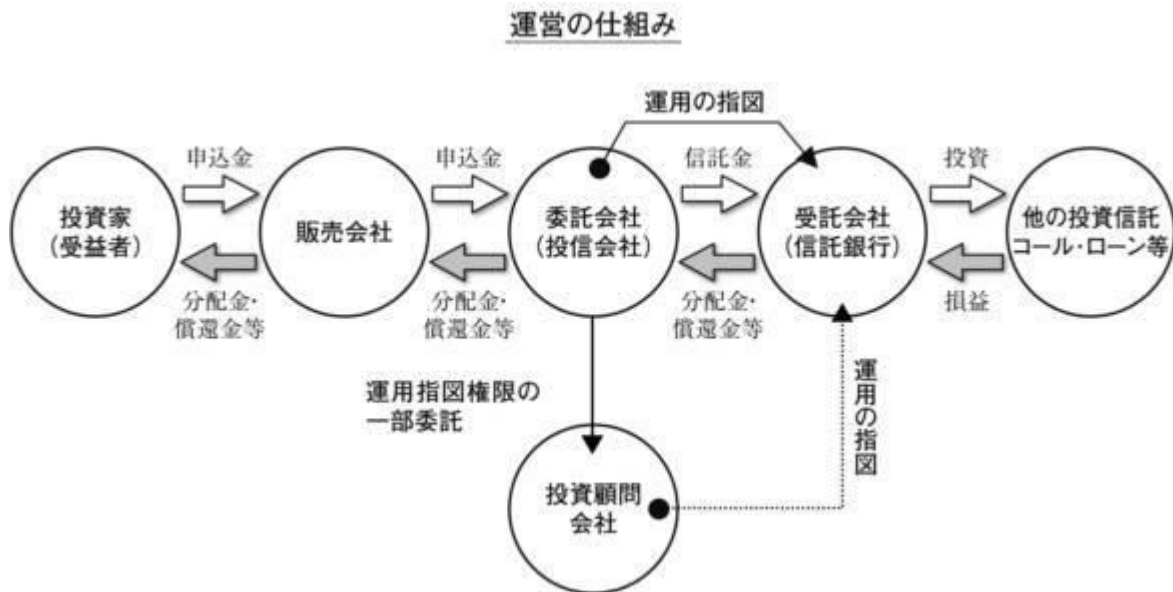 運営の仕組み
運用の指図
申込金
申込金
信託金
投資
投資家
(受益者)
販売会社
委託会社
(投信会社)
受託会社
(信託銀行)
他の投資信託
コール・ローン等
分配金・
償還金等
分配金・
償還金等
分配金・
償還金等
損益
運用指図権限の
一部委託
運用の指図
投資顧問
会社